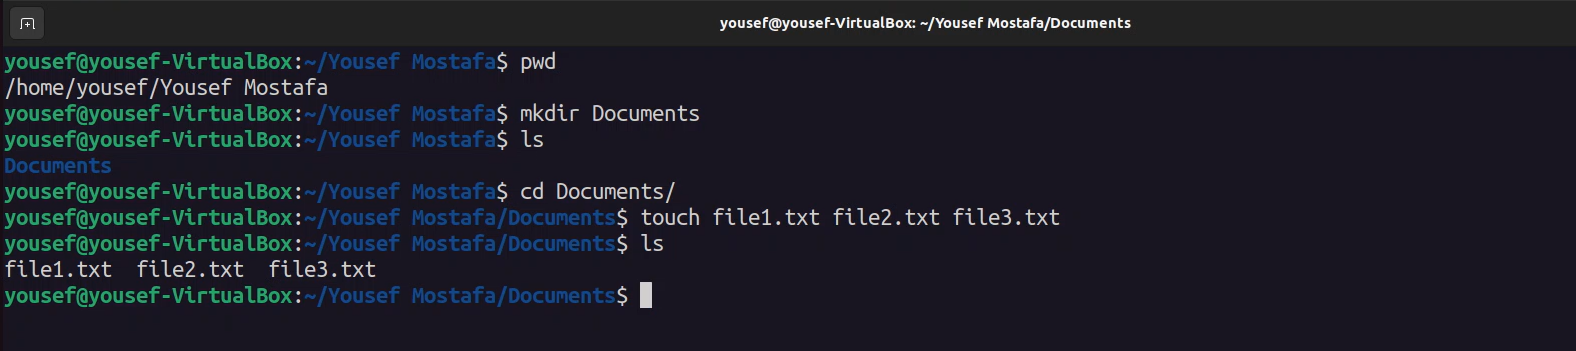 yousef@yousef-VirtualBox: ~/Yousef Mostafa/Documents
yousef@yousef-VirtualBox:~/Yousef Mostafa$ pwd
/home/yousef/Yousef Mostafa
yousef@yousef-VirtualBox:~/Yousef Mostafa$ mkdir Documents
yousef@yousef-VirtualBox:~/Yousef Mostafa$ ls
Documents
yousef@yousef-VirtualBox:~/Yousef Mostafa$ cd Documents/
yousef@yousef-VirtualBox:~/Yousef Mostafa/Documents$ touch file1.txt file2.txt file3.txt
yousef@yousef-VirtualBox:~/Yousef Mostafa/Documents$ ls
file1.txt  file2.txt  file3.txt
yousef@yousef-VirtualBox:~/Yousef Mostafa/Documents$